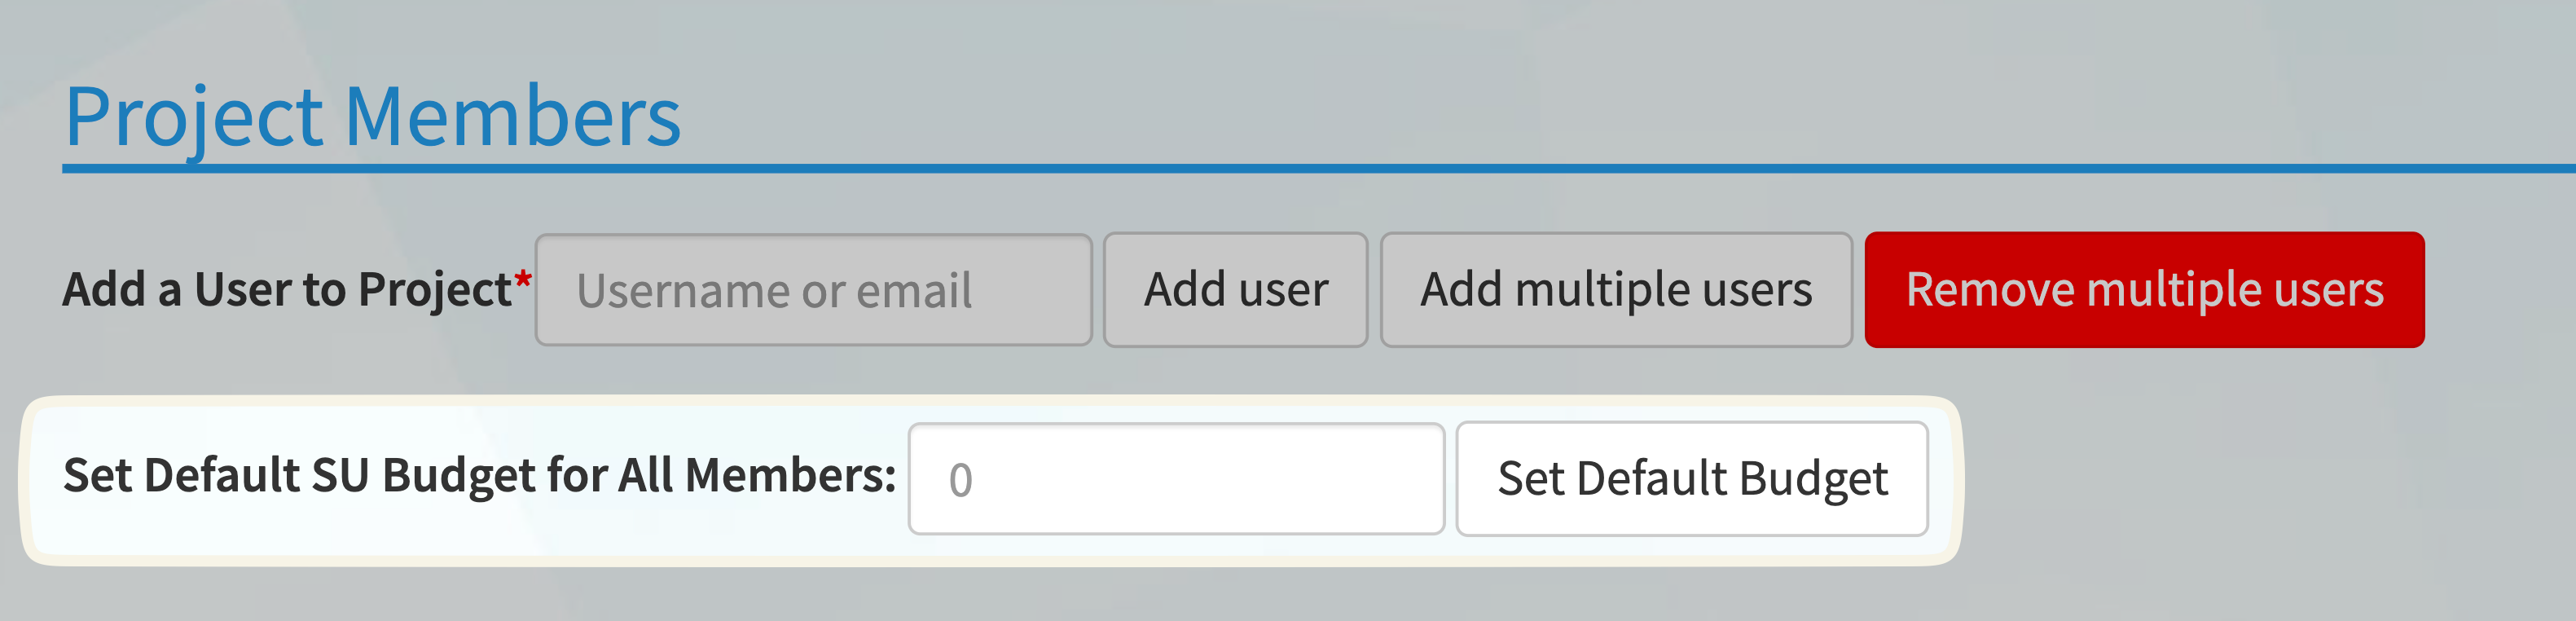 Project Members
Add a User to Project* Username or email Add user Add multiple users Remove multiple users
Set Default SU Budget for All Members: 0 Set Default Budget